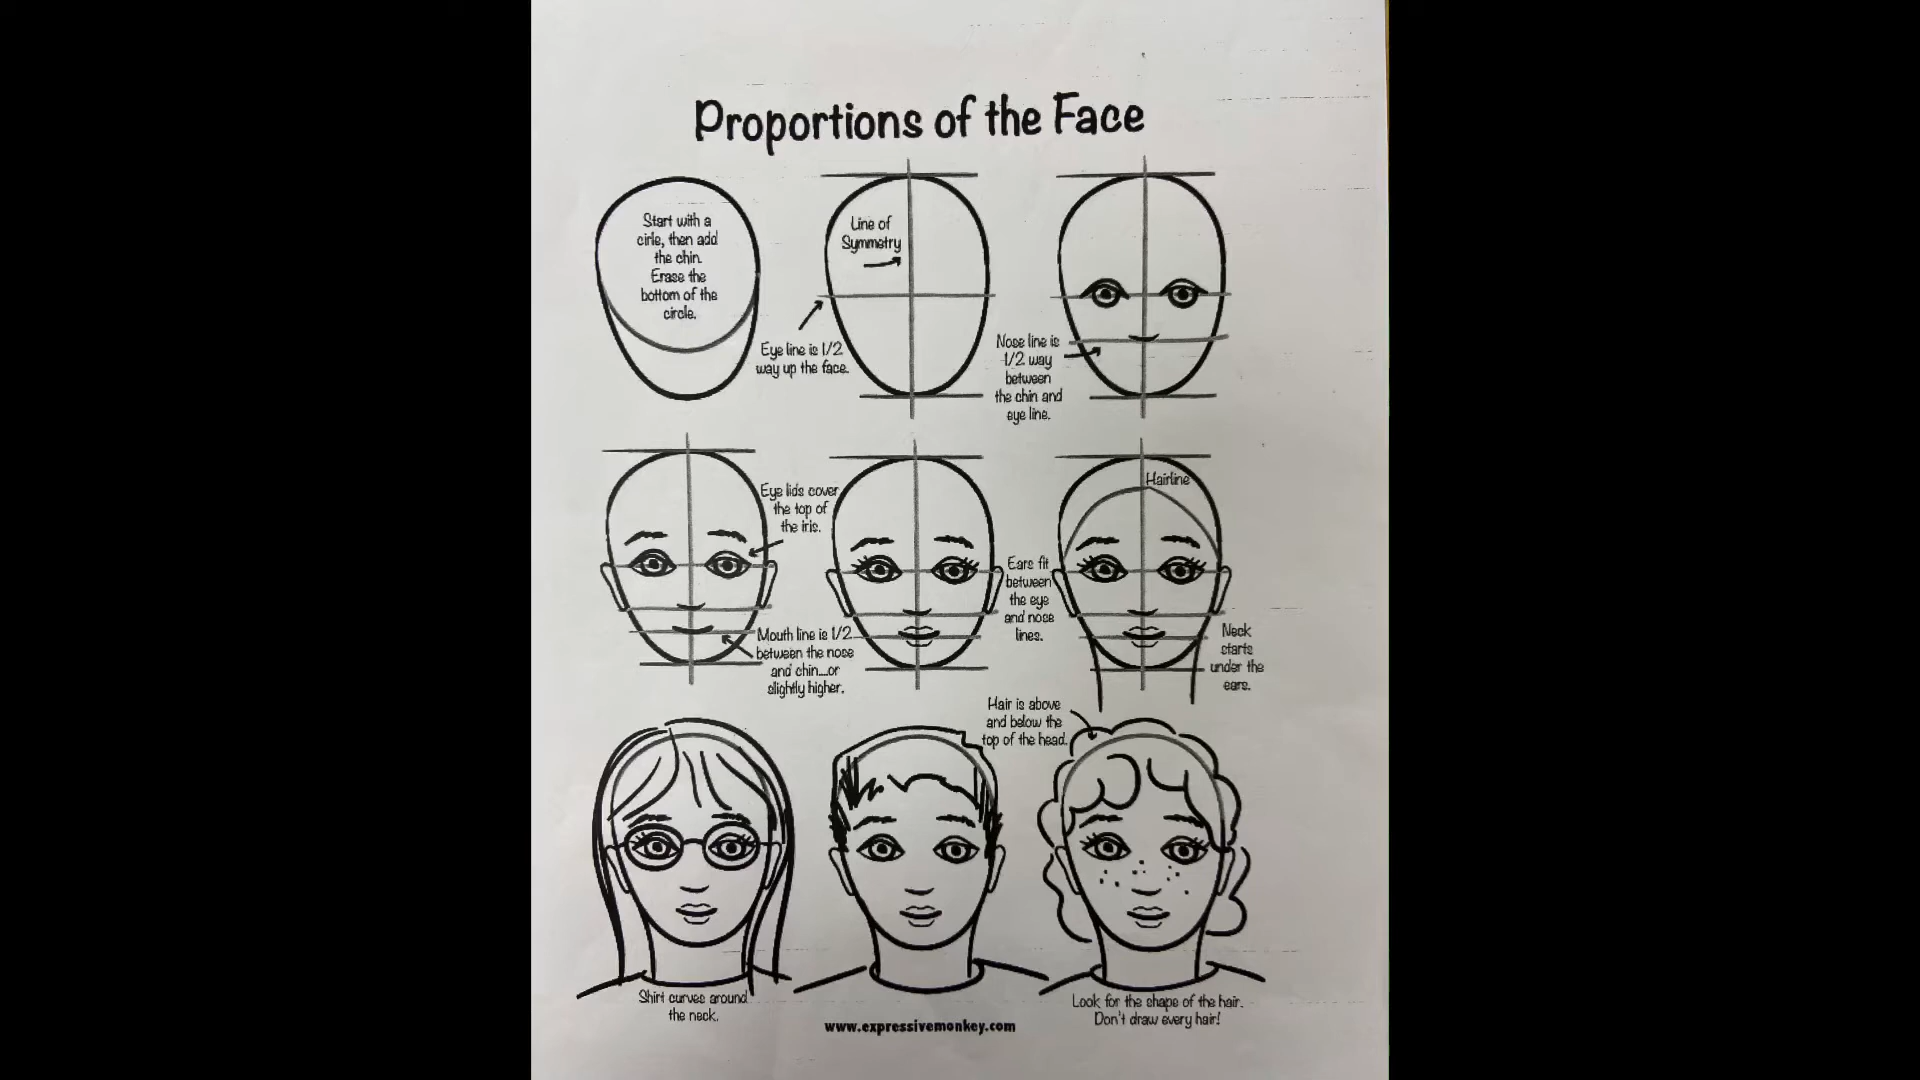 Proportions of the Face
Start with a
cirle, then add
the chin.
Erase the
bottom of the
circle.
Line of
Symmetry
Eye line is 1/2
way up the face.
Nose line is
1/2 way
between
the chin and
eye line.
Eye lids cover
the top of
the iris.
Mouth line is 1/2
between the nose
and chin....or
slightly higher.
Ears fit
between
the eye
and nose
lines.
Hairline
Neck
starts
under the
ears.
Hair is above
and below the
top of the head.
Shirt curves around
the neck.
Look for the shape of the hair.
Don't draw every hair!
www.expressivemonkey.com